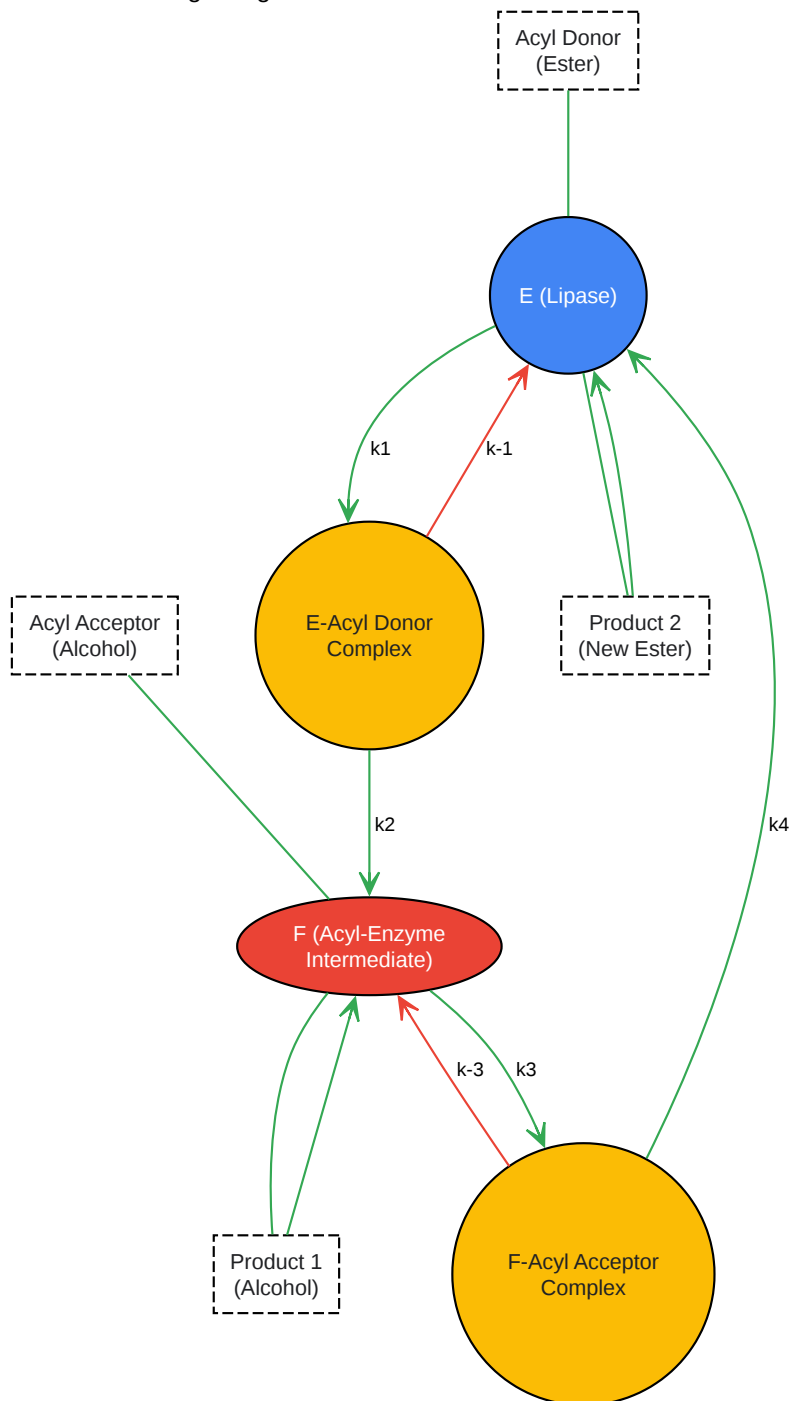 Acyl Donor
(Ester)
E (Lipase)
k1
k-1
Acyl Acceptor
(Alcohol)
E-Acyl Donor
Complex
Product 2
(New Ester)
k2
k4
F (Acyl-Enzyme
Intermediate)
k-3
k3
Product 1
(Alcohol)
F-Acyl Acceptor
Complex